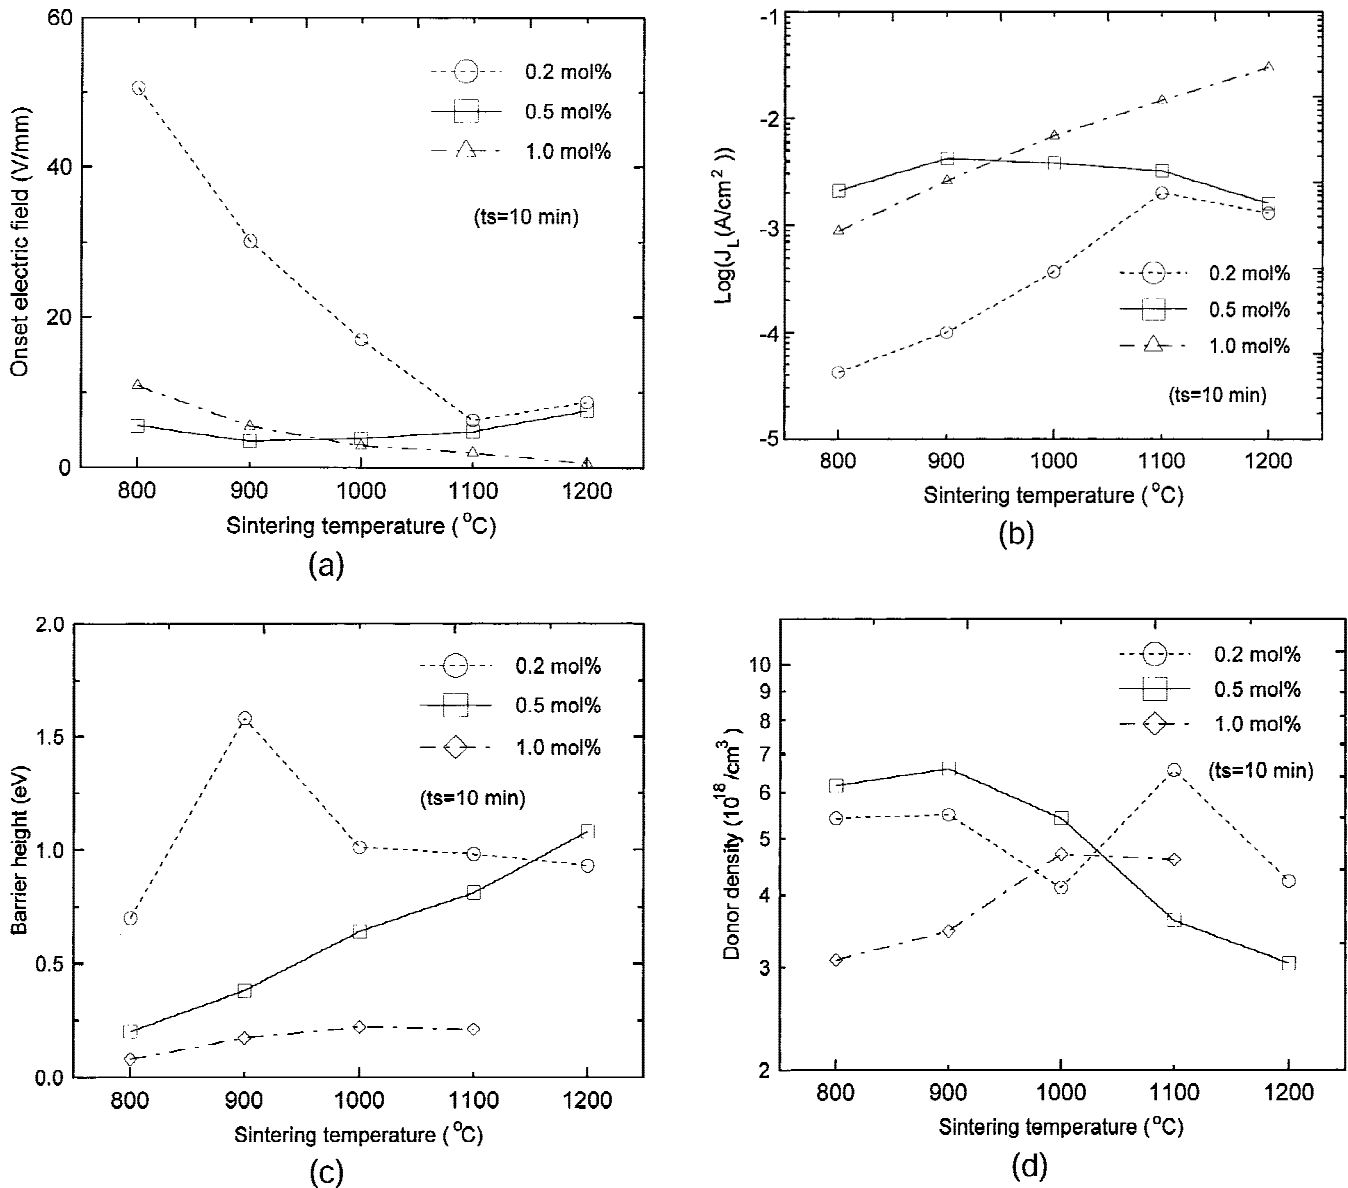 60
40
20
0
Onset electric field (V/mm)
0.2 mol%
0.5 mol%
1.0 mol%
(ts=10 min)
800 900 1000 1100 1200
Sintering temperature (°C)
(a)
-1
-2
-3
-4
-5
Log(J_L (A/cm²))
0.2 mol%
0.5 mol%
1.0 mol%
(ts=10 min)
800 900 1000 1100 1200
Sintering temperature (°C)
(b)
2.0
1.5
1.0
0.5
0.0
Barrier height (eV)
0.2 mol%
0.5 mol%
1.0 mol%
(ts=10 min)
800 900 1000 1100 1200
Sintering temperature (°C)
(c)
10
9
8
7
6
5
4
3
2
Donor density (10¹⁸/cm³)
0.2 mol%
0.5 mol%
1.0 mol%
(ts=10 min)
800 900 1000 1100 1200
Sintering temperature (°C)
(d)